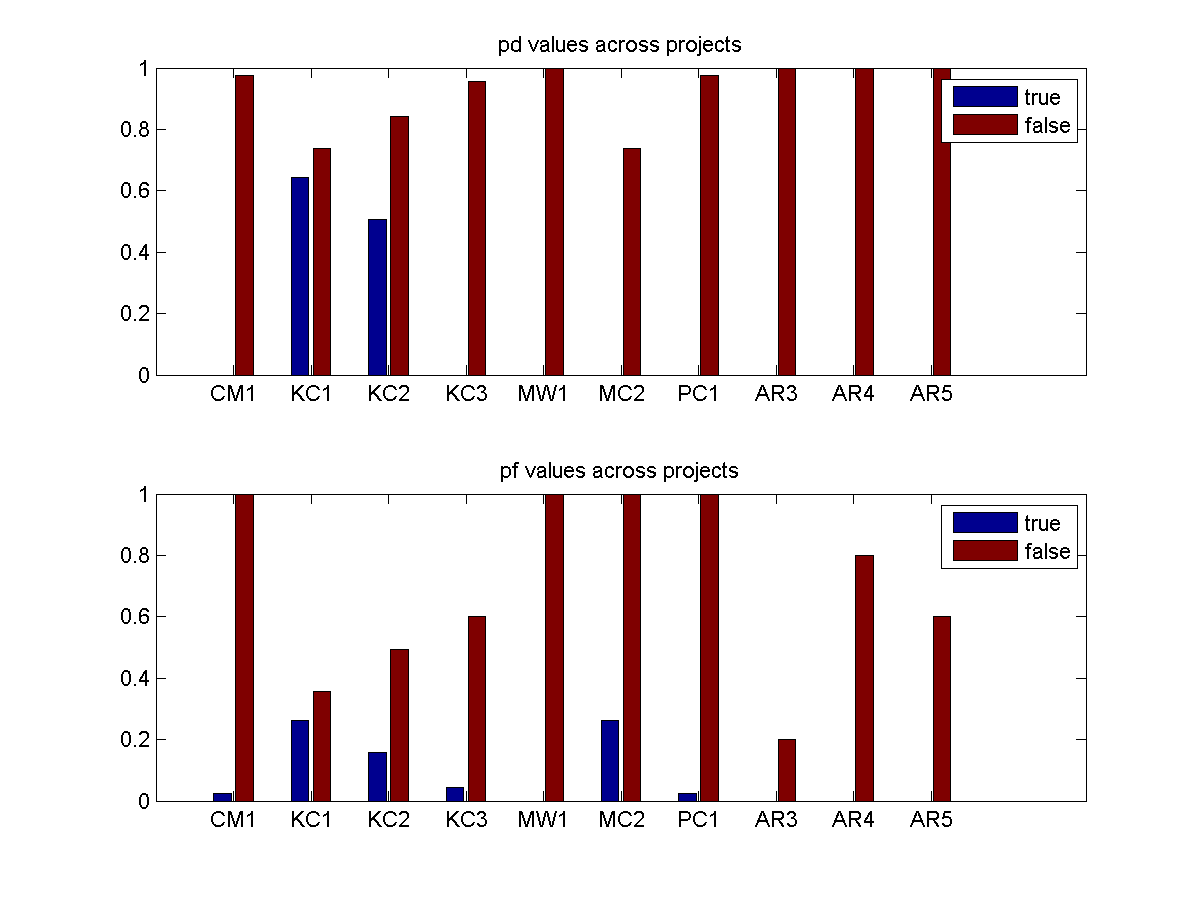 pd values across projects
1
0.8
0.6
0.4
0.2
0
true
false
CM1 KC1 KC2 KC3 MW1 MC2 PC1 AR3 AR4 AR5
pf values across projects
1
0.8
0.6
0.4
0.2
0
true
false
CM1 KC1 KC2 KC3 MW1 MC2 PC1 AR3 AR4 AR5